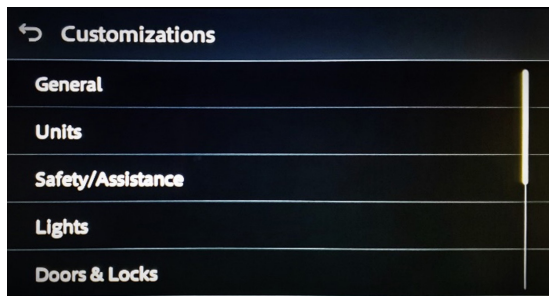 Customizations
General
Units
Safety/Assistance
Lights
Doors & Locks